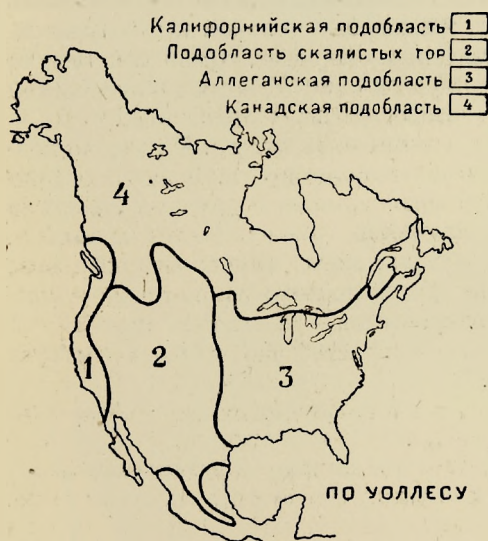 Калифорнийская подобласть 1
Подобласть скалистых гор 2
Аллеганская подобласть 3
Канадская подобласть 4
4
1
2
3
ПО УОЛЛЕСУ